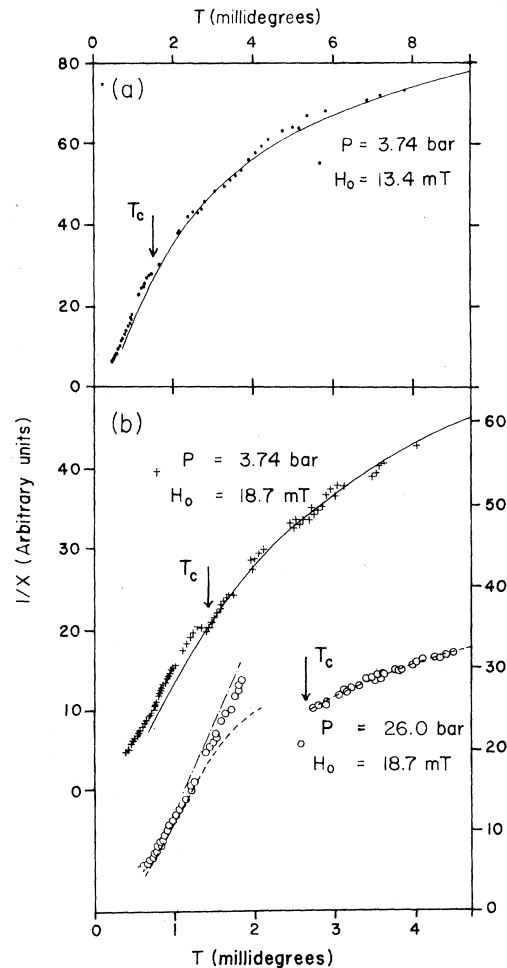 T (millidegrees)
0 2 4 6 8
80
60
40
20
0
(a)
P = 3.74 bar
H₀ = 13.4 mT
T_c
1/X (Arbitrary units)
(b)
P = 3.74 bar
H₀ = 18.7 mT
T_c
40
30
20
10
0
60
50
40
30
20
10
0
T_c
P = 26.0 bar
H₀ = 18.7 mT
0 1 2 3 4
T (millidegrees)